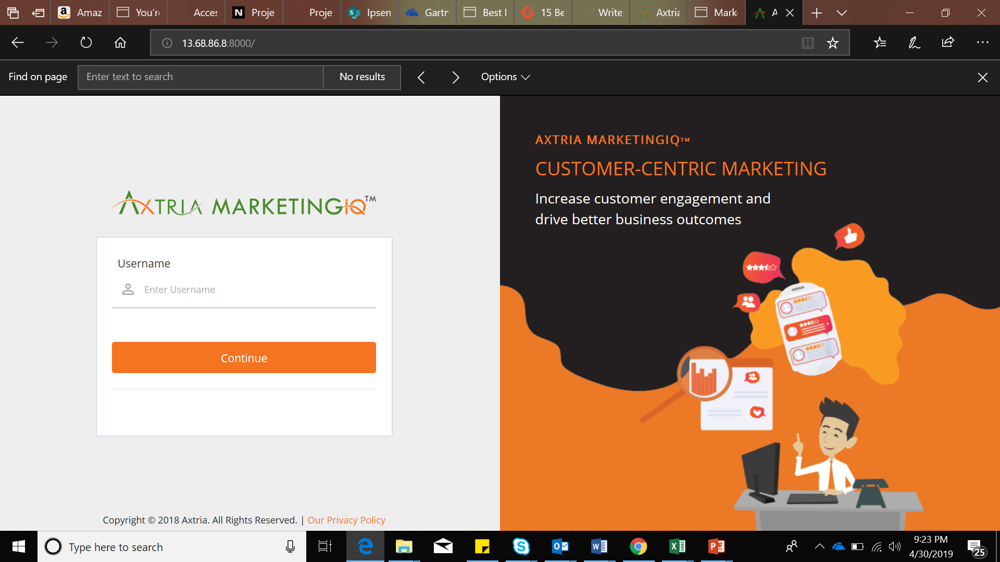 Amaz
You're
Acces
N Proje
Proje
Ipsen
Gartn
Best I
15 Be
Write
Axtria
Mark
A
13.68.86.8:8000/
Find on page
Enter text to search
No results
Options
AXTRIA MARKETINGIQ™
CUSTOMER-CENTRIC MARKETING
Increase customer engagement and
drive better business outcomes
AXTRIA MARKETINGiQ™
Username
Enter Username
Continue
Copyright © 2018 Axtria. All Rights Reserved. | Our Privacy Policy
Type here to search
9:23 PM
4/30/2019
25